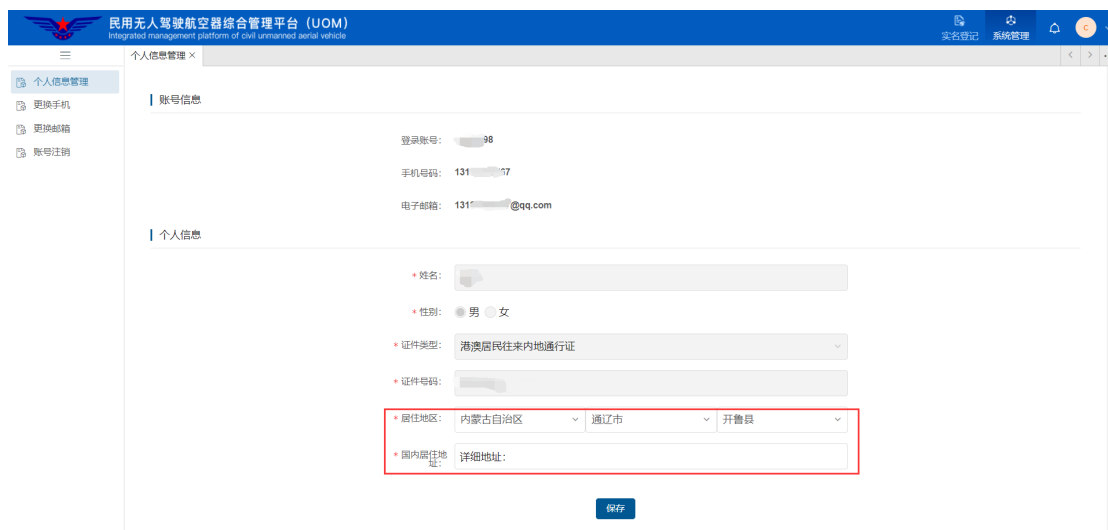 民用无人驾驶航空器综合管理平台（UOM）
Integrated management platform of civil unmanned aerial vehicle
实名登记
系统管理
C
个人信息管理 ×
个人信息管理
更换手机
更换邮箱
账号注销
账号信息
登录账号： 98
手机号码： 131 67
电子邮箱： 131 @qq.com
个人信息
* 姓名：
* 性别： 男 女
* 证件类型： 港澳居民往来内地通行证
* 证件号码：
* 居住地区： 内蒙古自治区 通辽市 开鲁县
* 国内居住地址： 详细地址：
保存